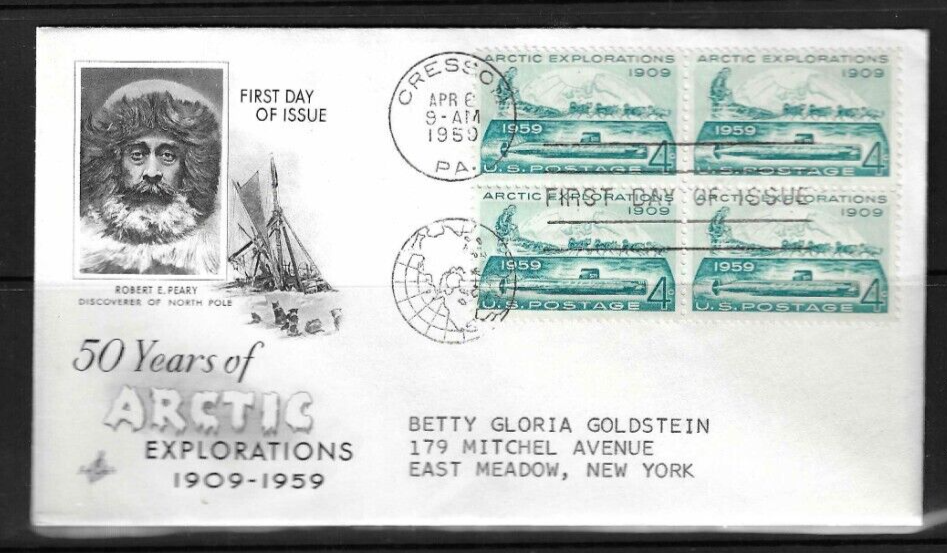 FIRST DAY
OF ISSUE
ROBERT E. PEARY
DISCOVERER OF NORTH POLE
50 Years of
ARCTIC
EXPLORATIONS
1909-1959
CRESSON
APR 6
9-AM
1959
PA.
ARCTIC EXPLORATIONS
1909
1959
4¢
U.S. POSTAGE
ARCTIC EXPLORATIONS
1909
1959
4¢
U.S. POSTAGE
FIRST DAY OF ISSUE
ARCTIC EXPLORATIONS
1909
1959
4¢
U.S. POSTAGE
ARCTIC EXPLORATIONS
1909
1959
4¢
U.S. POSTAGE
BETTY GLORIA GOLDSTEIN
179 MITCHEL AVENUE
EAST MEADOW, NEW YORK